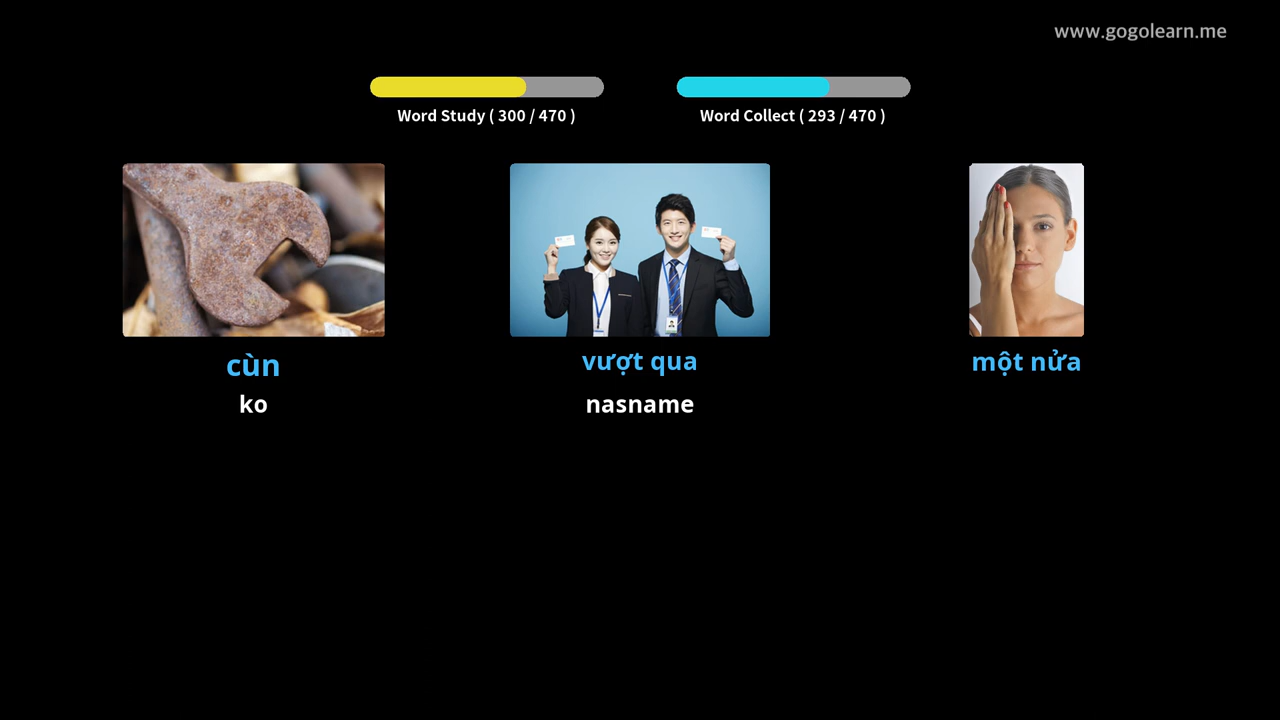 www.gogolearn.me
Word Study ( 300 / 470 )
Word Collect ( 293 / 470 )
cùn
ko
vượt qua
nasname
một nửa